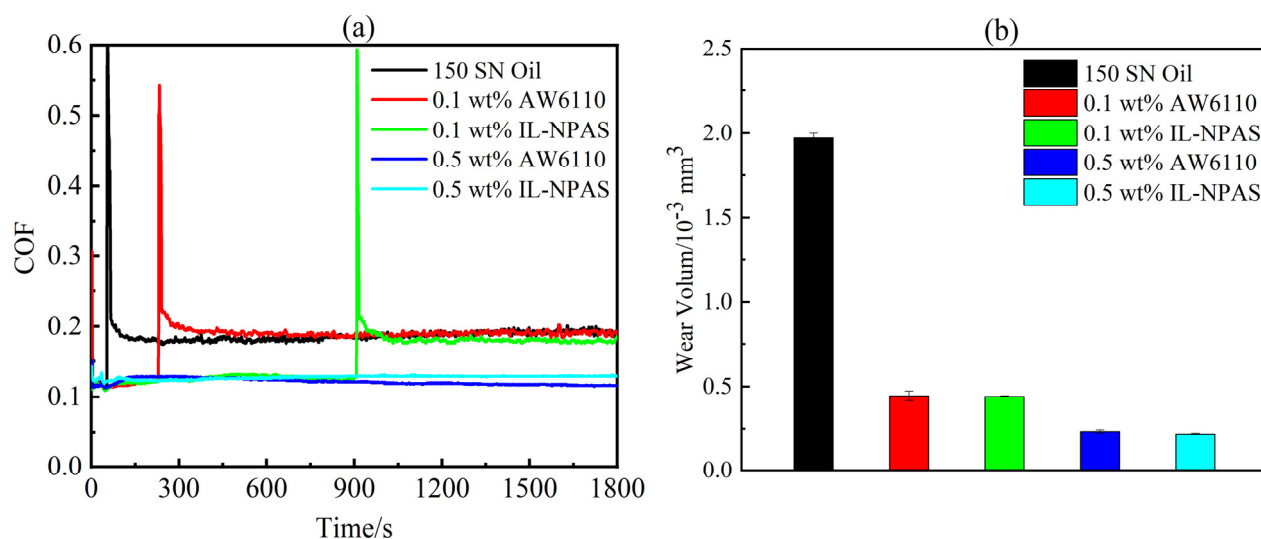 (a)
0.6
0.5
0.4
0.3
0.2
0.1
0.0
COF
150 SN Oil
0.1 wt% AW6110
0.1 wt% IL-NPAS
0.5 wt% AW6110
0.5 wt% IL-NPAS
0 300 600 900 1200 1500 1800
Time/s
(b)
2.5
2.0
1.5
1.0
0.5
0.0
Wear Volum/10⁻³ mm³
150 SN Oil
0.1 wt% AW6110
0.1 wt% IL-NPAS
0.5 wt% AW6110
0.5 wt% IL-NPAS